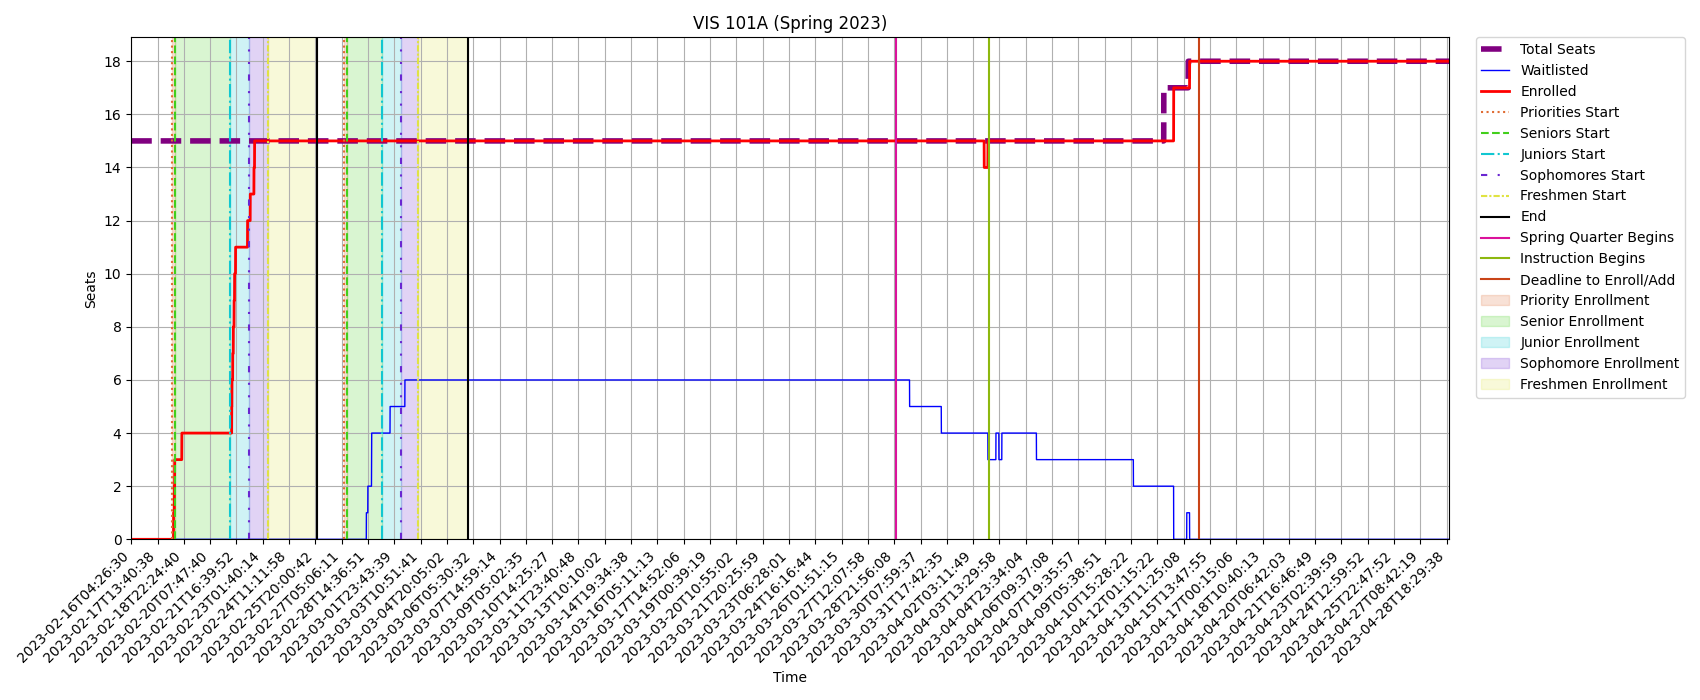 VIS 101A (Spring 2023)
Seats
18
16
14
12
10
8
6
4
2
0
2023-02-16T04:26:30
2023-02-17T13:40:38
2023-02-18T22:24:40
2023-02-20T07:47:40
2023-02-21T16:39:52
2023-02-23T01:40:14
2023-02-24T11:11:58
2023-02-25T20:00:42
2023-02-27T05:06:11
2023-02-28T14:36:51
2023-03-01T23:43:39
2023-03-03T10:51:41
2023-03-04T20:05:02
2023-03-06T05:30:32
2023-03-09T05:02:35
2023-03-10T14:59:14
2023-03-10T14:25:27
2023-03-11T23:40:48
2023-03-13T10:10:02
2023-03-14T19:34:38
2023-03-16T05:11:13
2023-03-17T14:52:06
2023-03-19T00:39:19
2023-03-20T10:55:02
2023-03-21T20:25:59
2023-03-23T06:28:01
2023-03-24T16:16:44
2023-03-26T01:51:15
2023-03-27T12:07:58
2023-03-28T21:56:08
2023-03-30T07:59:37
2023-03-31T17:42:35
2023-04-02T03:11:49
2023-04-03T13:29:58
2023-04-04T23:34:04
2023-04-06T09:37:08
2023-04-07T19:35:57
2023-04-09T05:38:51
2023-04-10T15:28:22
2023-04-12T01:15:22
2023-04-13T11:25:08
2023-04-15T13:47:55
2023-04-17T00:15:06
2023-04-18T10:40:13
2023-04-20T06:42:03
2023-04-21T16:46:49
2023-04-23T02:39:59
2023-04-24T12:59:52
2023-04-25T22:47:52
2023-04-27T08:42:19
2023-04-28T18:29:38
Time
Total Seats
Waitlisted
Enrolled
Priorities Start
Seniors Start
Juniors Start
Sophomores Start
Freshmen Start
End
Spring Quarter Begins
Instruction Begins
Deadline to Enroll/Add
Priority Enrollment
Senior Enrollment
Junior Enrollment
Sophomore Enrollment
Freshmen Enrollment